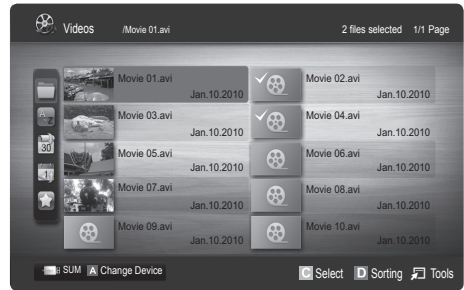 Videos /Movie 01.avi 2 files selected 1/1 Page
Movie 01.avi Movie 02.avi
Jan.10.2010 Jan.10.2010
Movie 03.avi Movie 04.avi
Jan.10.2010 Jan.10.2010
Movie 05.avi Movie 06.avi
Jan.10.2010 Jan.10.2010
Movie 07.avi Movie 08.avi
Jan.10.2010 Jan.10.2010
Movie 09.avi Movie 10.avi
Jan.10.2010 Jan.10.2010
A
30
1
SUM A Change Device C Select D Sorting Tools